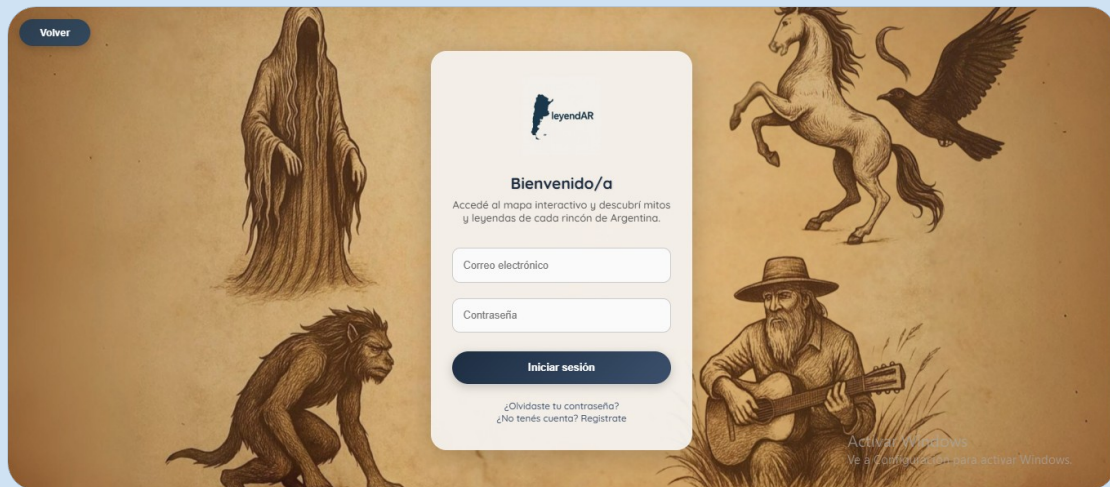 Volver
leyendAR
Bienvenido/a
Accedé al mapa interactivo y descubrí mitos
y leyendas de cada rincón de Argentina.
Correo electrónico
Contraseña
Iniciar sesión
¿Olvidaste tu contraseña?
¿No tenés cuenta? Registrate
Activar Windows
Ve a Configuración para activar Windows.